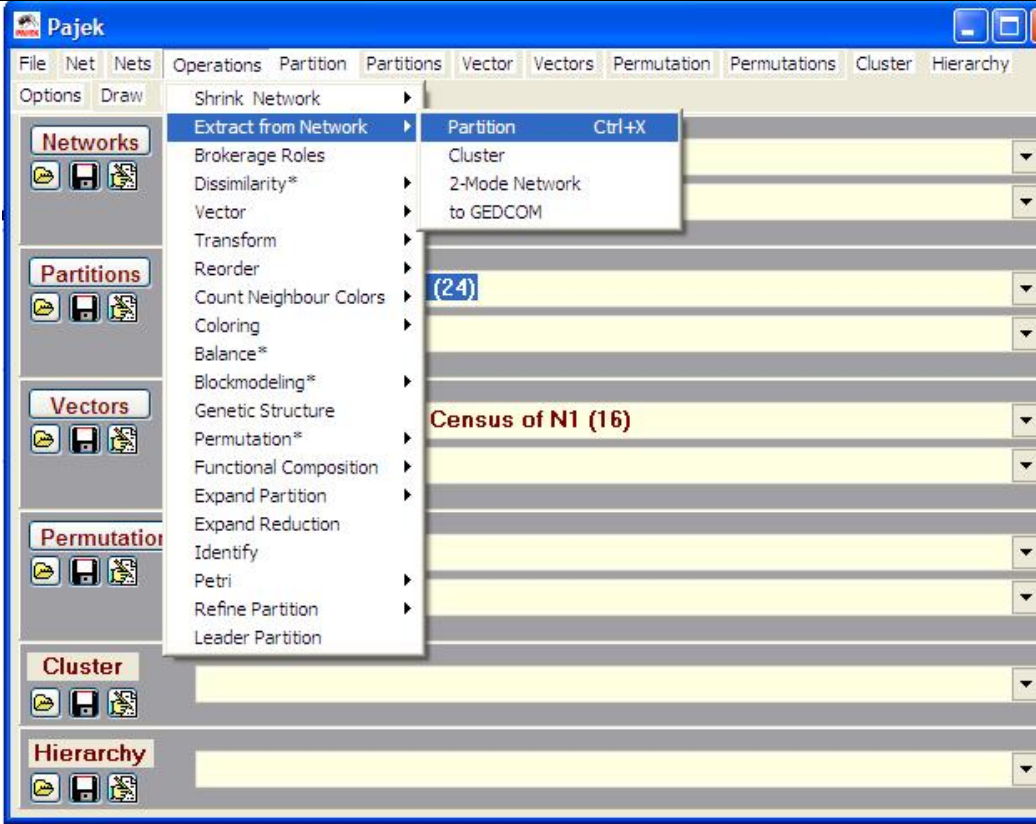 Pajek
File Net Nets Operations Partition Partitions Vector Vectors Permutation Permutations Cluster Hierarchy
Options Draw
Shrink Network
Extract from Network
Brokerage Roles
Dissimilarity*
Vector
Transform
Reorder
Count Neighbour Colors
Coloring
Balance*
Blockmodeling*
Genetic Structure
Permutation*
Functional Composition
Expand Partition
Expand Reduction
Identify
Petri
Refine Partition
Leader Partition
Partition Ctrl+X
Cluster
2-Mode Network
to GEDCOM
Networks
Partitions
(24)
Vectors
Census of N1 (16)
Permutation
Cluster
Hierarchy